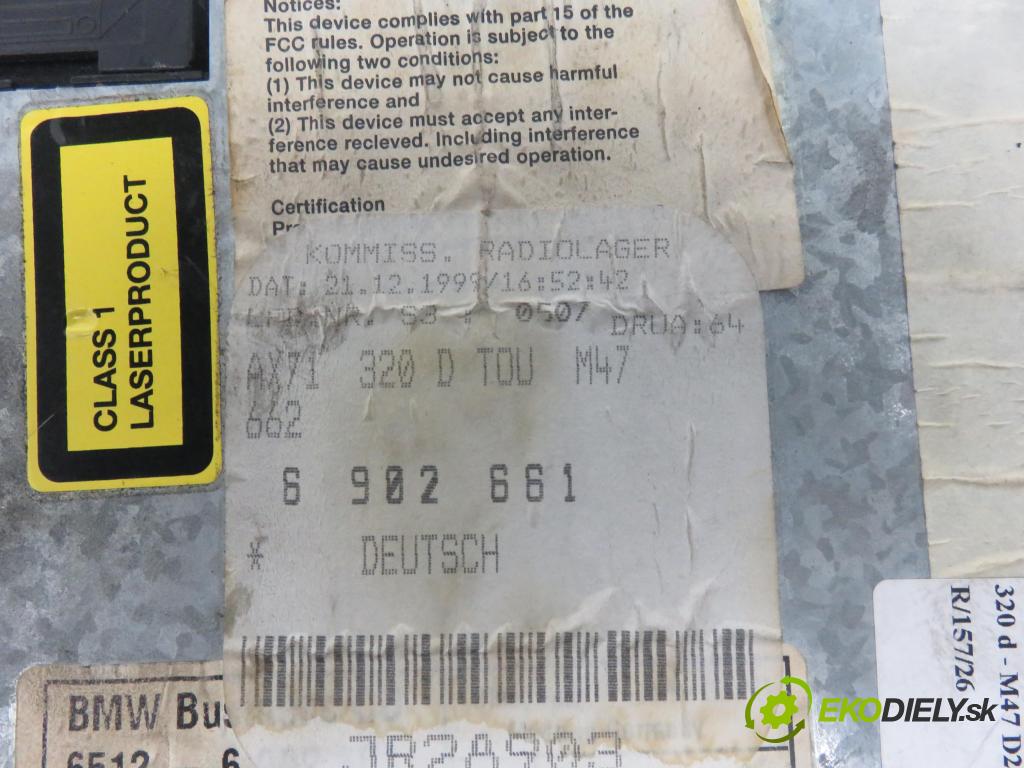 Notices:
This device complies with part 15 of the
FCC rules. Operation is subject to the
following two conditions:
(1) This device may not cause harmful
interference and
(2) This device must accept any inter-
ference recieved. Including interference
that may cause undesired operation.
Certification
CLASS 1
LASERPRODUCT
KOMMISS. RADIOLAGER
DAT: 21.12.1999/16:52:42
S3 : 0507 DRUA:64
AX71 320 D TOU M47
662
6 902 661
* DEUTSCH
BMW Bus
6512 6
320 d - M47 D2
R/157/26
EKODIELY.sk